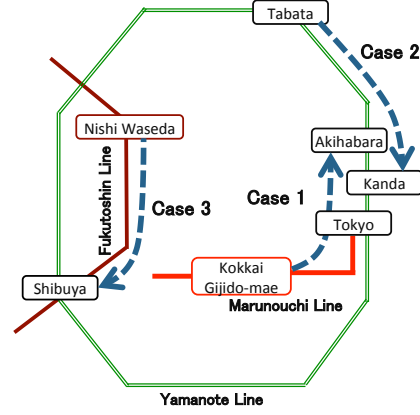 Tabata
Case 2
Nishi Waseda
Akihabara
Kanda
Fukutoshin Line
Case 3
Case 1
Tokyo
Kokkai
Gijido-mae
Shibuya
Marunouchi Line
Yamanote Line